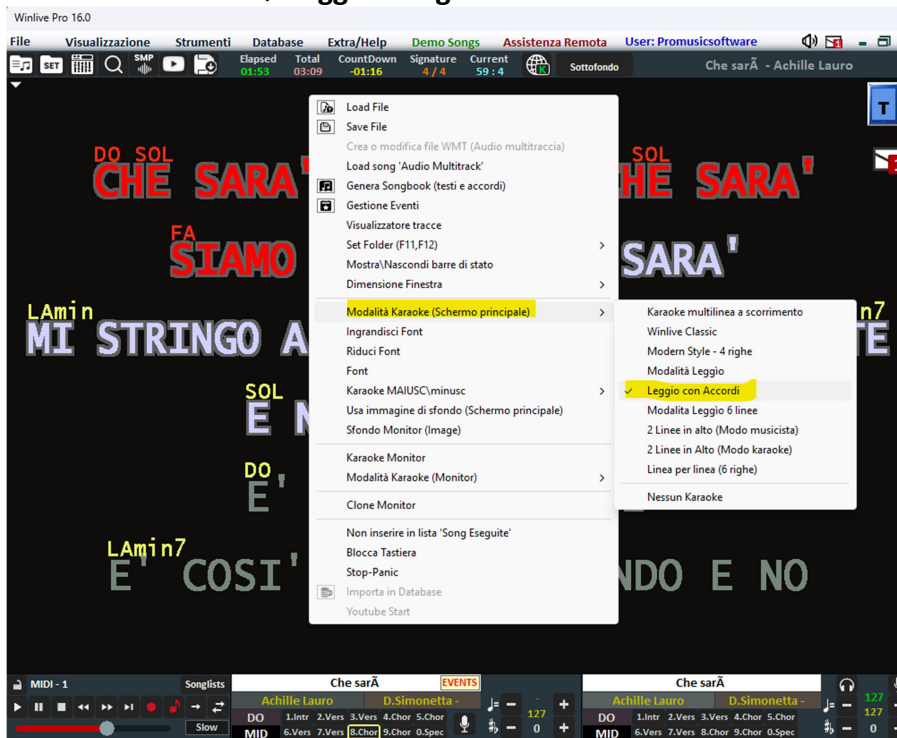 Winlive Pro 16.0
File Visualizzazione Strumenti Database Extra/Help Demo Songs Assistenza Remota User: Promusicsoftware
SET SMP Elapsed Total CountDown Signature Current Sottofondo Che sarÃ - Achille Lauro
01:53 03:09 -01:16 4 / 4 59 : 4 K
T
DO SOL SOL
CHE SARA' HE SARA'
FA
SIAMO SARA'
LAmin n7
MI STRINGO A TE
SOL
E N
DO
E'
LAmin7
E' COSI' NDO E NO
Load File
Save File
Crea o modifica file WMT (Audio multitraccia)
Load song 'Audio Multitrack'
Genera Songbook (testi e accordi)
Gestione Eventi
Visualizzatore tracce
Set Folder (F11,F12)
Mostra\Nascondi barre di stato
Dimensione Finestra
Modalità Karaoke (Schermo principale)
Ingrandisci Font
Riduci Font
Font
Karaoke MAIUSC\minusc
Usa immagine di sfondo (Schermo principale)
Sfondo Monitor (Image)
Karaoke Monitor
Modalità Karaoke (Monitor)
Clone Monitor
Non inserire in lista 'Song Eseguite'
Blocca Tastiera
Stop-Panic
Importa in Database
Youtube Start
Karaoke multilinea a scorrimento
Winlive Classic
Modern Style - 4 righe
Modalità Leggìo
Leggio con Accordi
Modalita Leggìo 6 linee
2 Linee in alto (Modo musicista)
2 Linee in Alto (Modo karaoke)
Linea per linea (6 righe)
Nessun Karaoke
MIDI - 1 Songlists
Slow
Che sarÃ EVENTS
Achille Lauro D.Simonetta -
DO 1.Intr 2.Vers 3.Vers 4.Chor 5.Chor
MID 6.Vers 7.Vers 8.Chor 9.Chor 0.Spec
127
0
Che sarÃ
Achille Lauro D.Simonetta -
DO 1.Intr 2.Vers 3.Vers 4.Chor 5.Chor
MID 6.Vers 7.Vers 8.Chor 9.Chor 0.Spec
127
127
0